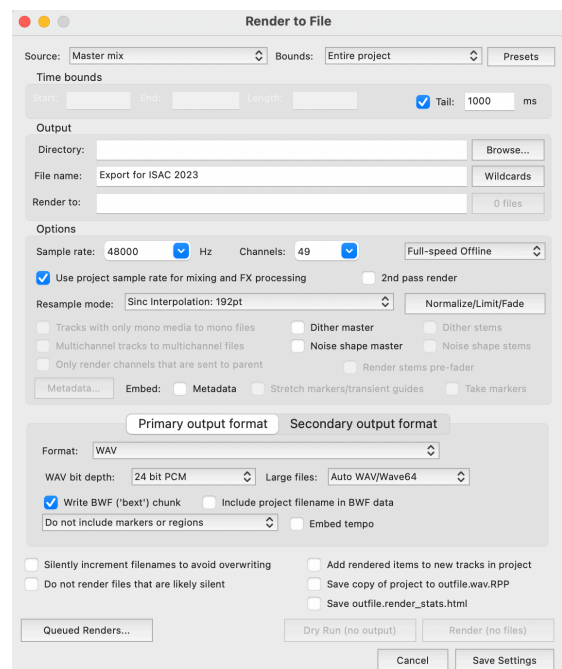 Render to File
Source: Master mix Bounds: Entire project Presets
Time bounds
Start: End: Length: Tail: 1000 ms
Output
Directory: Browse...
File name: Export for ISAC 2023 Wildcards
Render to: 0 files
Options
Sample rate: 48000 Hz Channels: 49 Full-speed Offline
Use project sample rate for mixing and FX processing 2nd pass render
Resample mode: Sinc Interpolation: 192pt Normalize/Limit/Fade
Tracks with only mono media to mono files Dither master Dither stems
Multichannel tracks to multichannel files Noise shape master Noise shape stems
Only render channels that are sent to parent Render stems pre-fader
Metadata... Embed: Metadata Stretch markers/transient guides Take markers
Primary output format Secondary output format
Format: WAV
WAV bit depth: 24 bit PCM Large files: Auto WAV/Wave64
Write BWF ('bext') chunk Include project filename in BWF data
Do not include markers or regions Embed tempo
Silently increment filenames to avoid overwriting Add rendered items to new tracks in project
Do not render files that are likely silent Save copy of project to outfile.wav.RPP
Save outfile.render_stats.html
Queued Renders... Dry Run (no output) Render (no files)
Cancel Save Settings